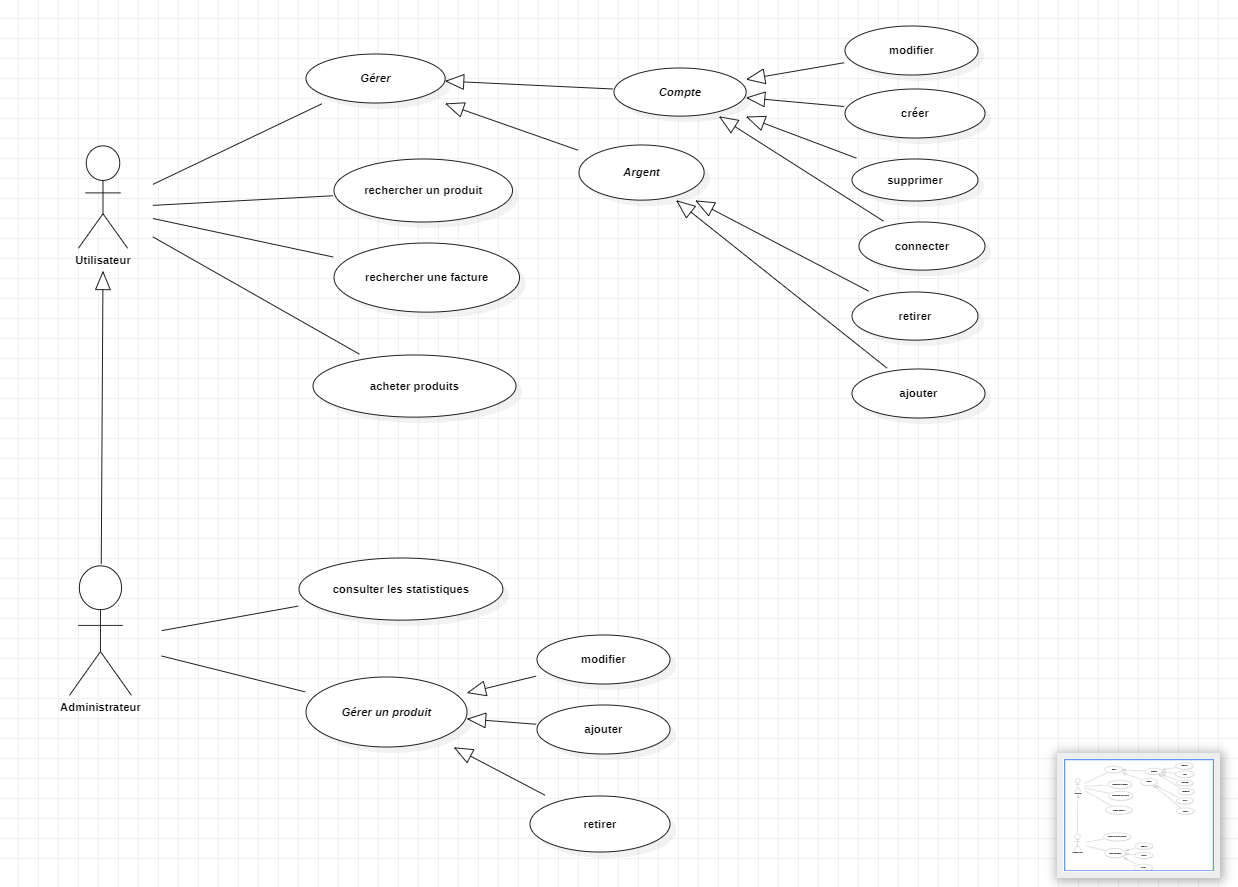 Gérer
Compte
modifier
créer
Argent
supprimer
rechercher un produit
connecter
Utilisateur
rechercher une facture
retirer
acheter produits
ajouter
consulter les statistiques
modifier
Administrateur
Gérer un produit
ajouter
retirer